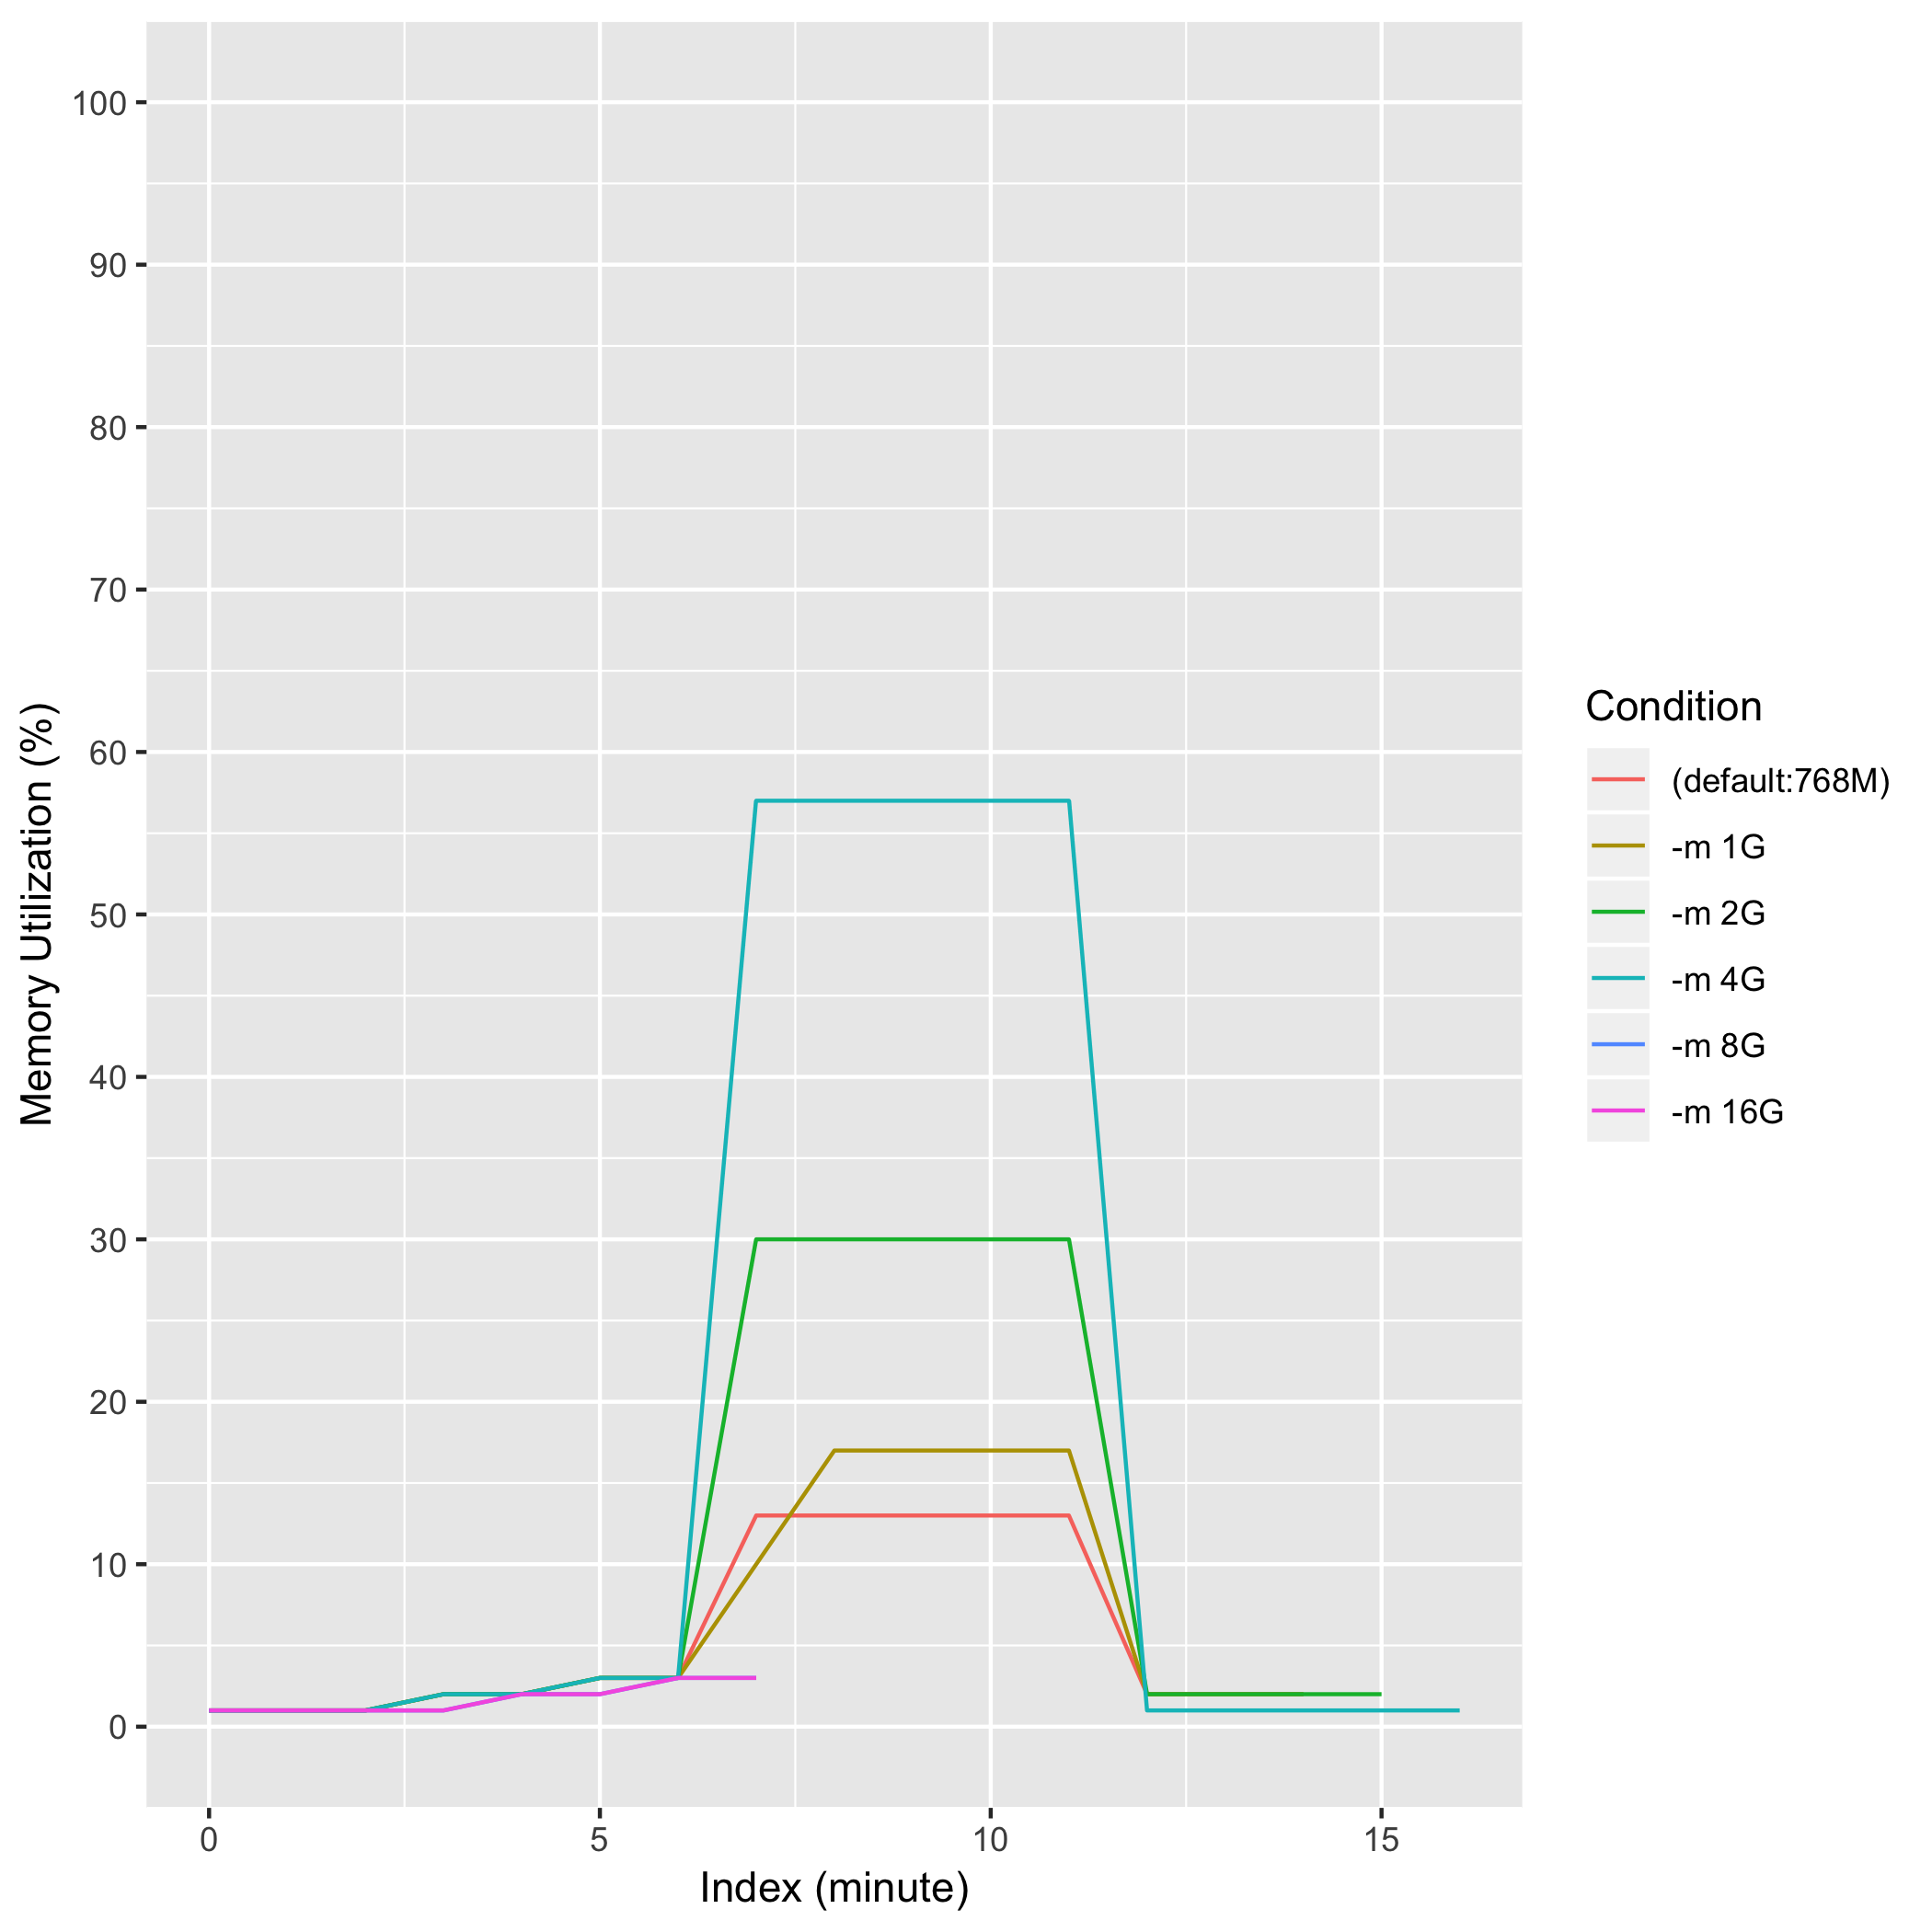 100
90
80
70
60
50
40
30
20
10
0
Memory Utilization (%)
0 5 10 15
Index (minute)
Condition
(default:768M)
-m 1G
-m 2G
-m 4G
-m 8G
-m 16G